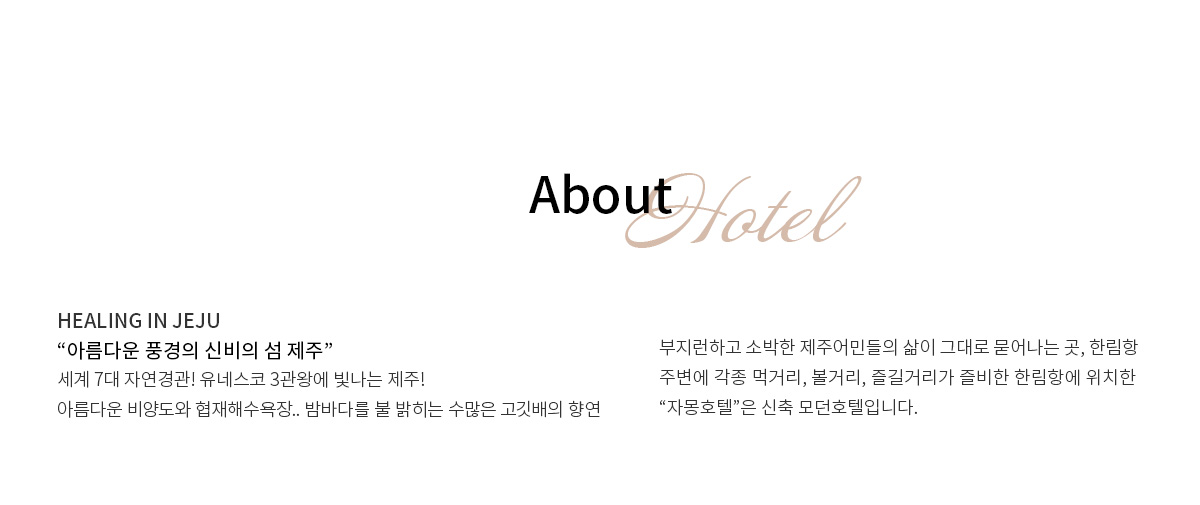 About Hotel
HEALING IN JEJU
“아름다운 풍경의 신비의 섬 제주”
세계 7대 자연경관! 유네스코 3관왕에 빛나는 제주!
아름다운 비양도와 협재해수욕장.. 밤바다를 불 밝히는 수많은 고깃배의 향연
부지런하고 소박한 제주어민들의 삶이 그대로 묻어나는 곳, 한림항
주변에 각종 먹거리, 볼거리, 즐길거리가 즐비한 한림항에 위치한
“자몽호텔”은 신축 모던호텔입니다.